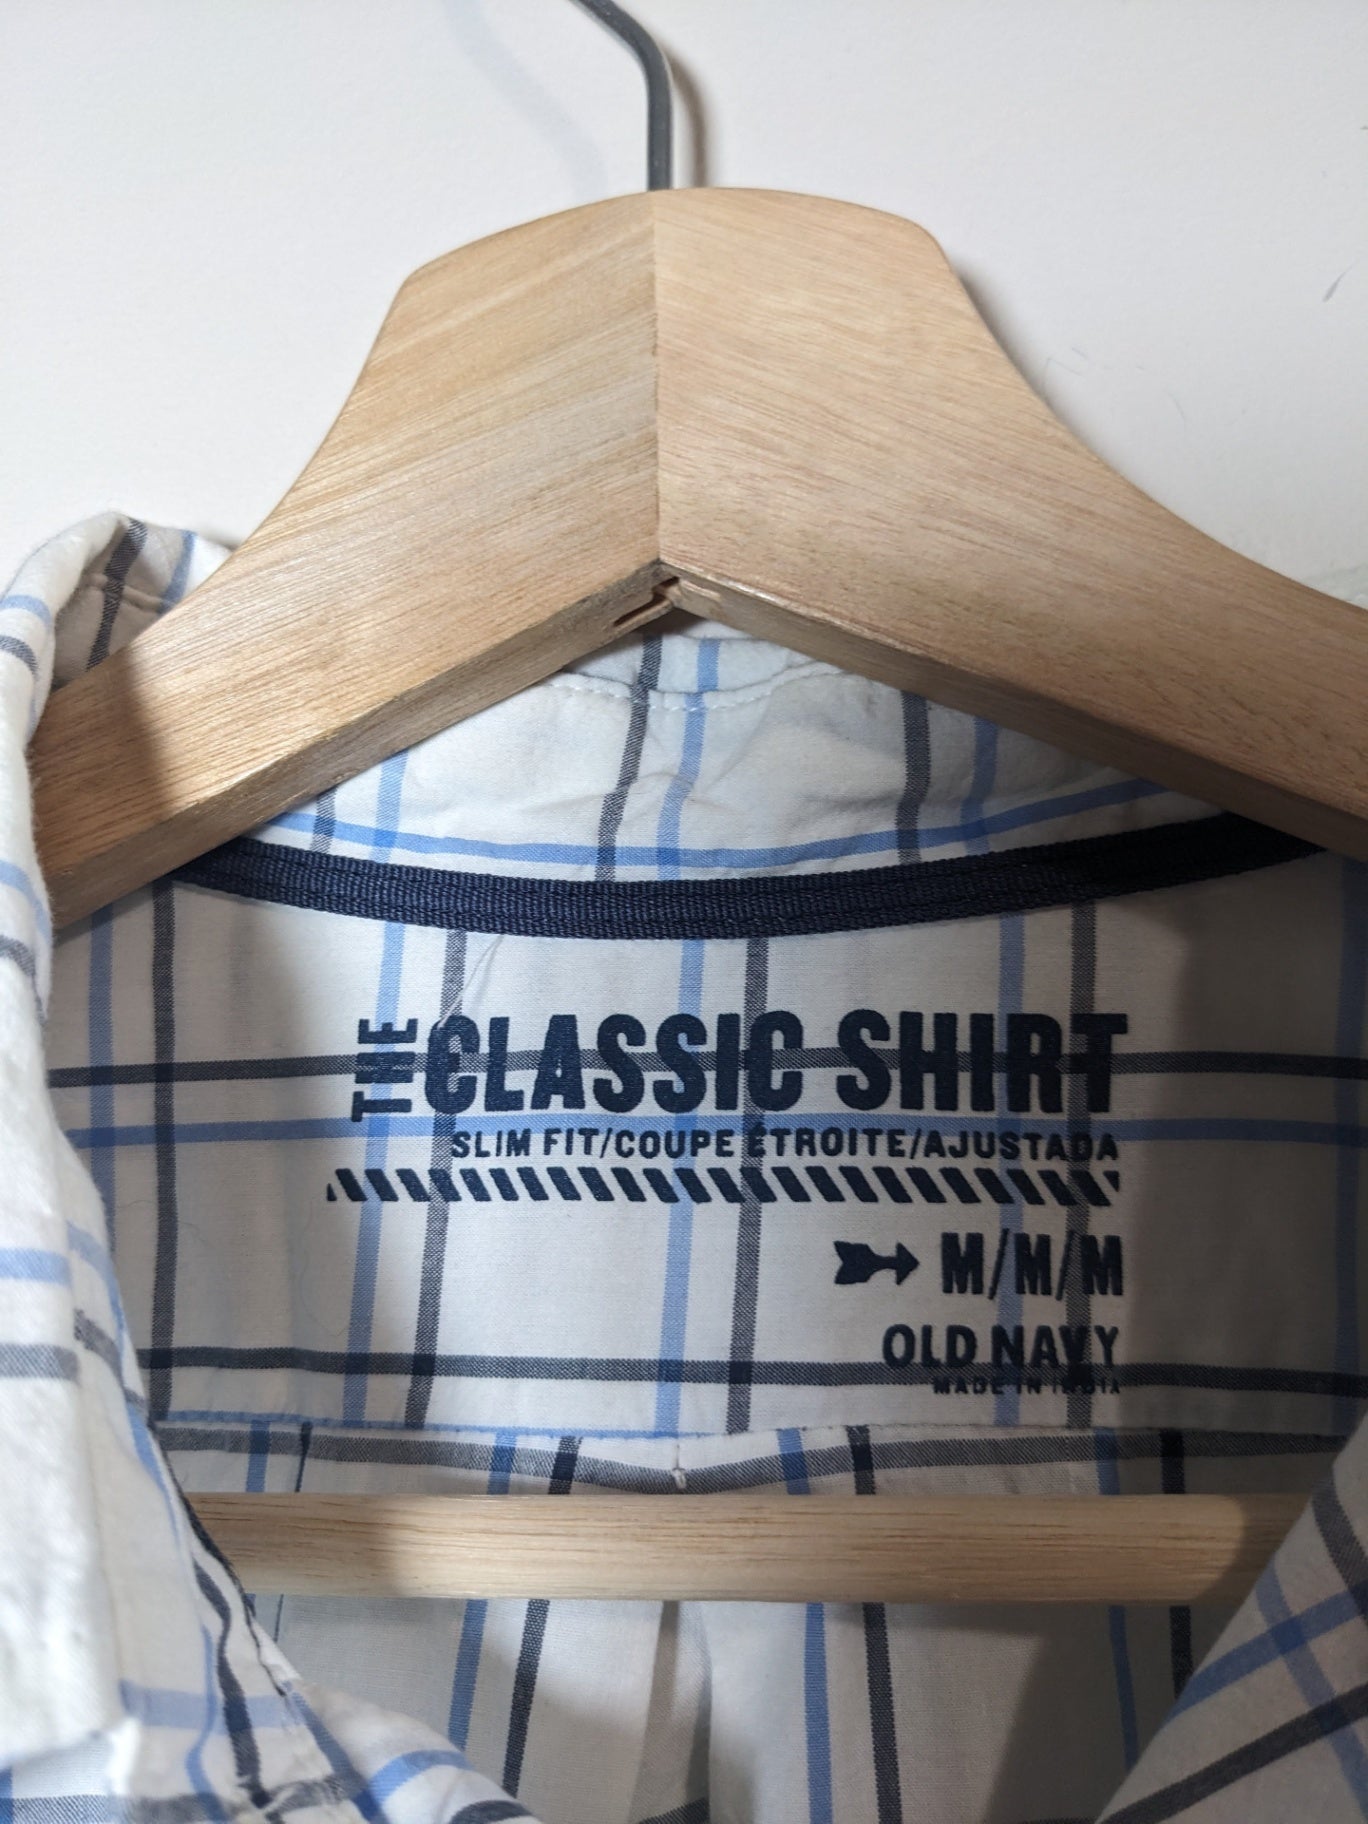 THE CLASSIC SHIRT
SLIM FIT/COUPE ÉTROITE/AJUSTADA
M/M/M
OLD NAVY
MADE IN INDIA